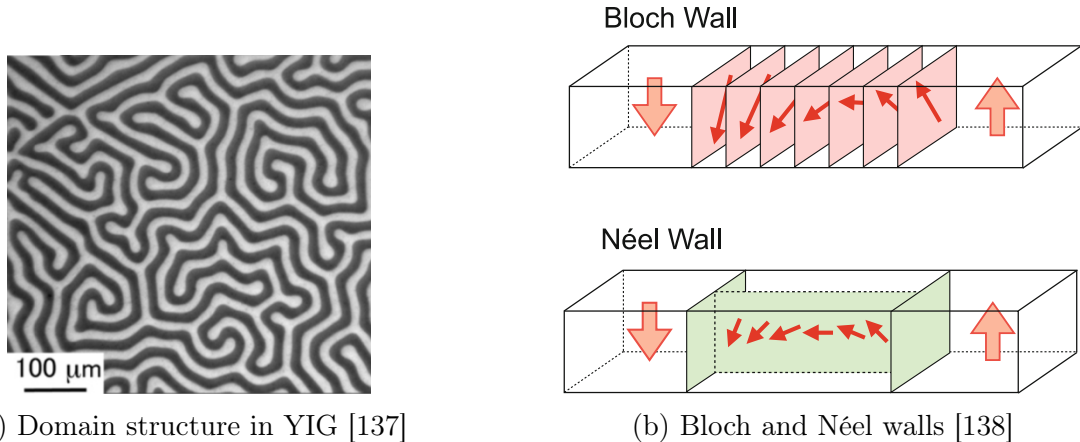 Bloch Wall
Néel Wall
100 μm
) Domain structure in YIG [137]
(b) Bloch and Néel walls [138]